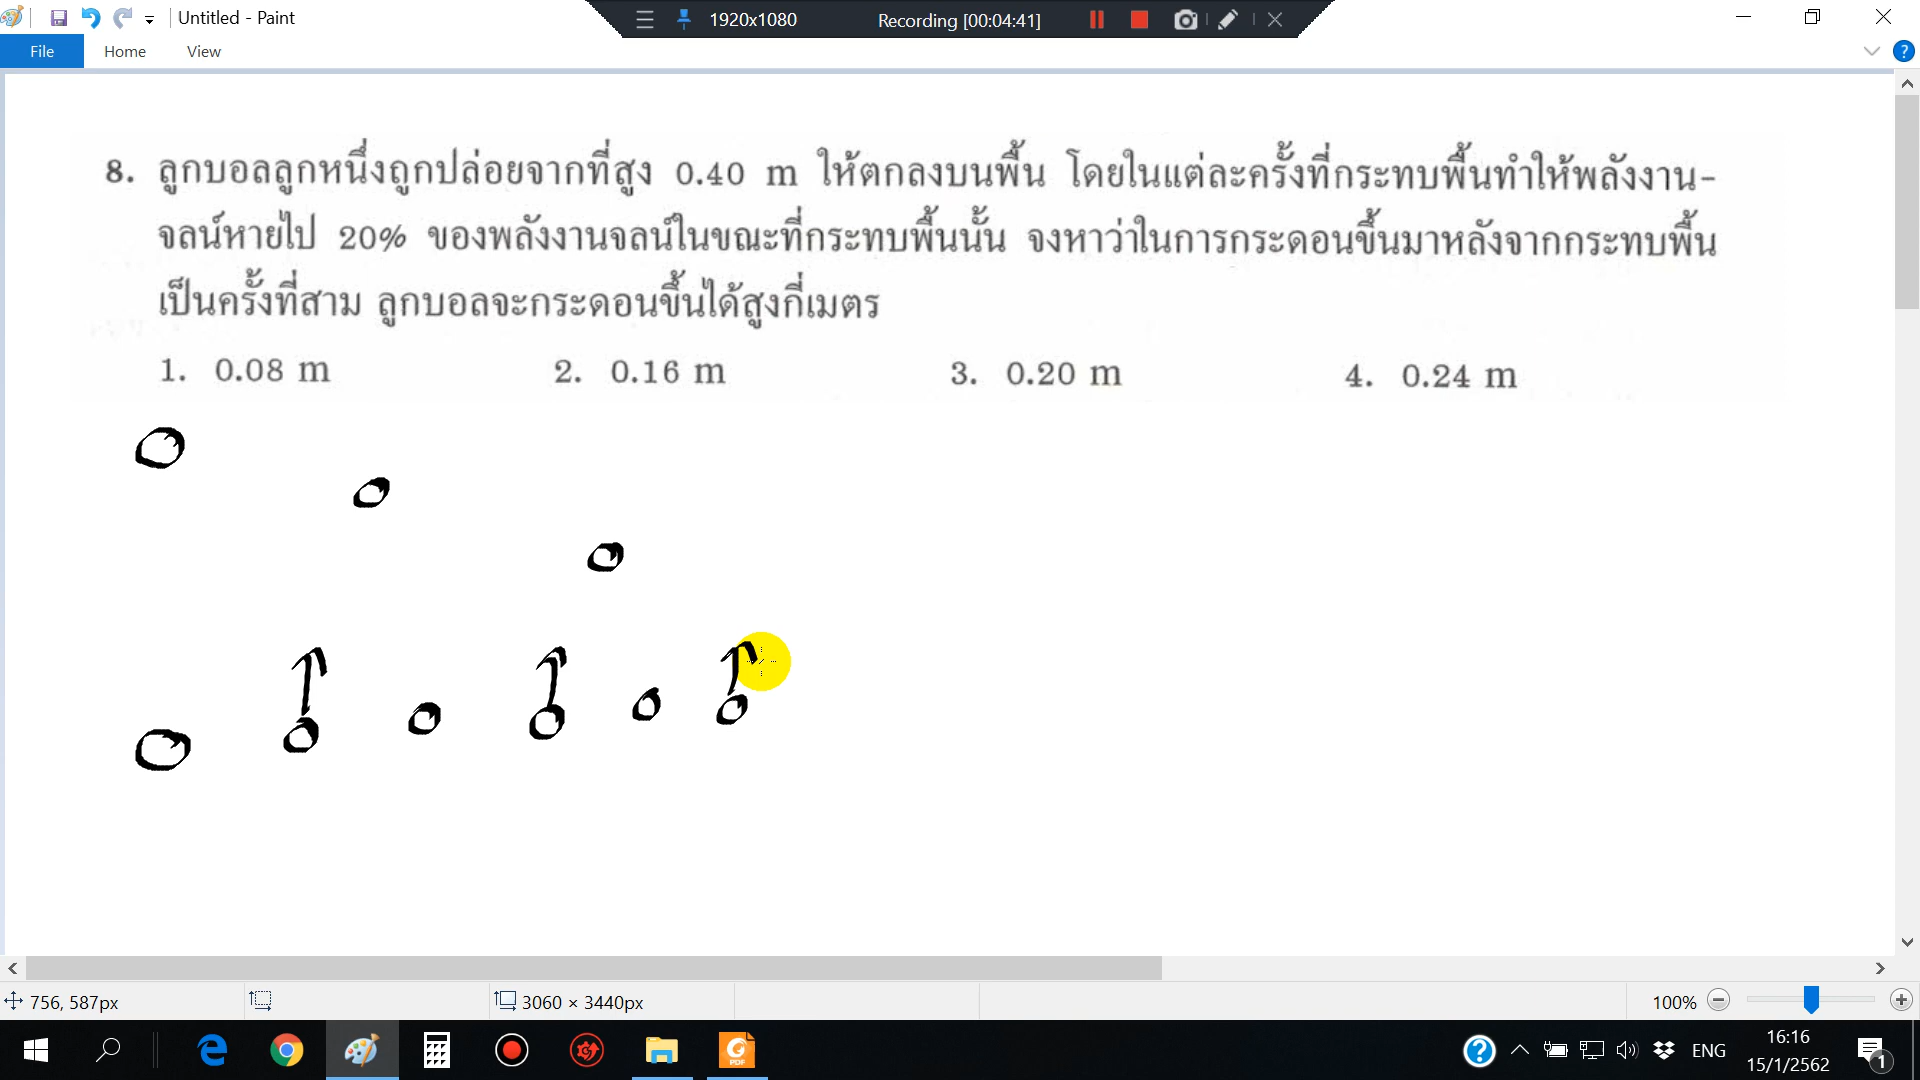 Untitled - Paint
1920x1080
Recording [00:04:41]
File
Home
View
8. ลูกบอลลูกหนึ่งถูกปล่อยจากที่สูง 0.40 m ให้ตกลงบนพื้น โดยในแต่ละครั้งที่กระทบพื้นทำให้พลังงาน-
จลน์หายไป 20% ของพลังงานจลน์ในขณะที่กระทบพื้นนั้น จงหาว่าในการกระดอนขึ้นมาหลังจากกระทบพื้น
เป็นครั้งที่สาม ลูกบอลจะกระดอนขึ้นได้สูงกี่เมตร
1. 0.08 m 2. 0.16 m 3. 0.20 m 4. 0.24 m
756, 587px
3060 × 3440px
100%
PDF
ENG
16:16
15/1/2562
1